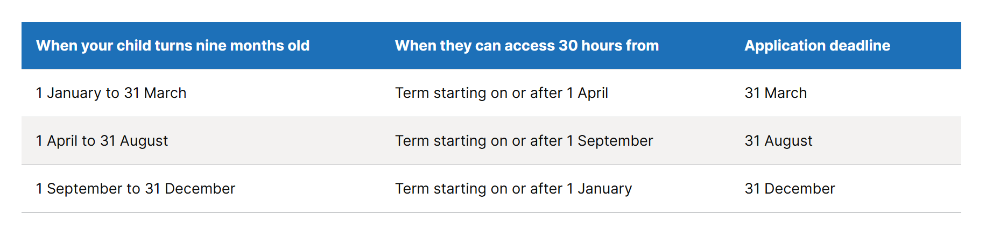 When your child turns nine months old When they can access 30 hours from Application deadline
1 January to 31 March Term starting on or after 1 April 31 March
1 April to 31 August Term starting on or after 1 September 31 August
1 September to 31 December Term starting on or after 1 January 31 December